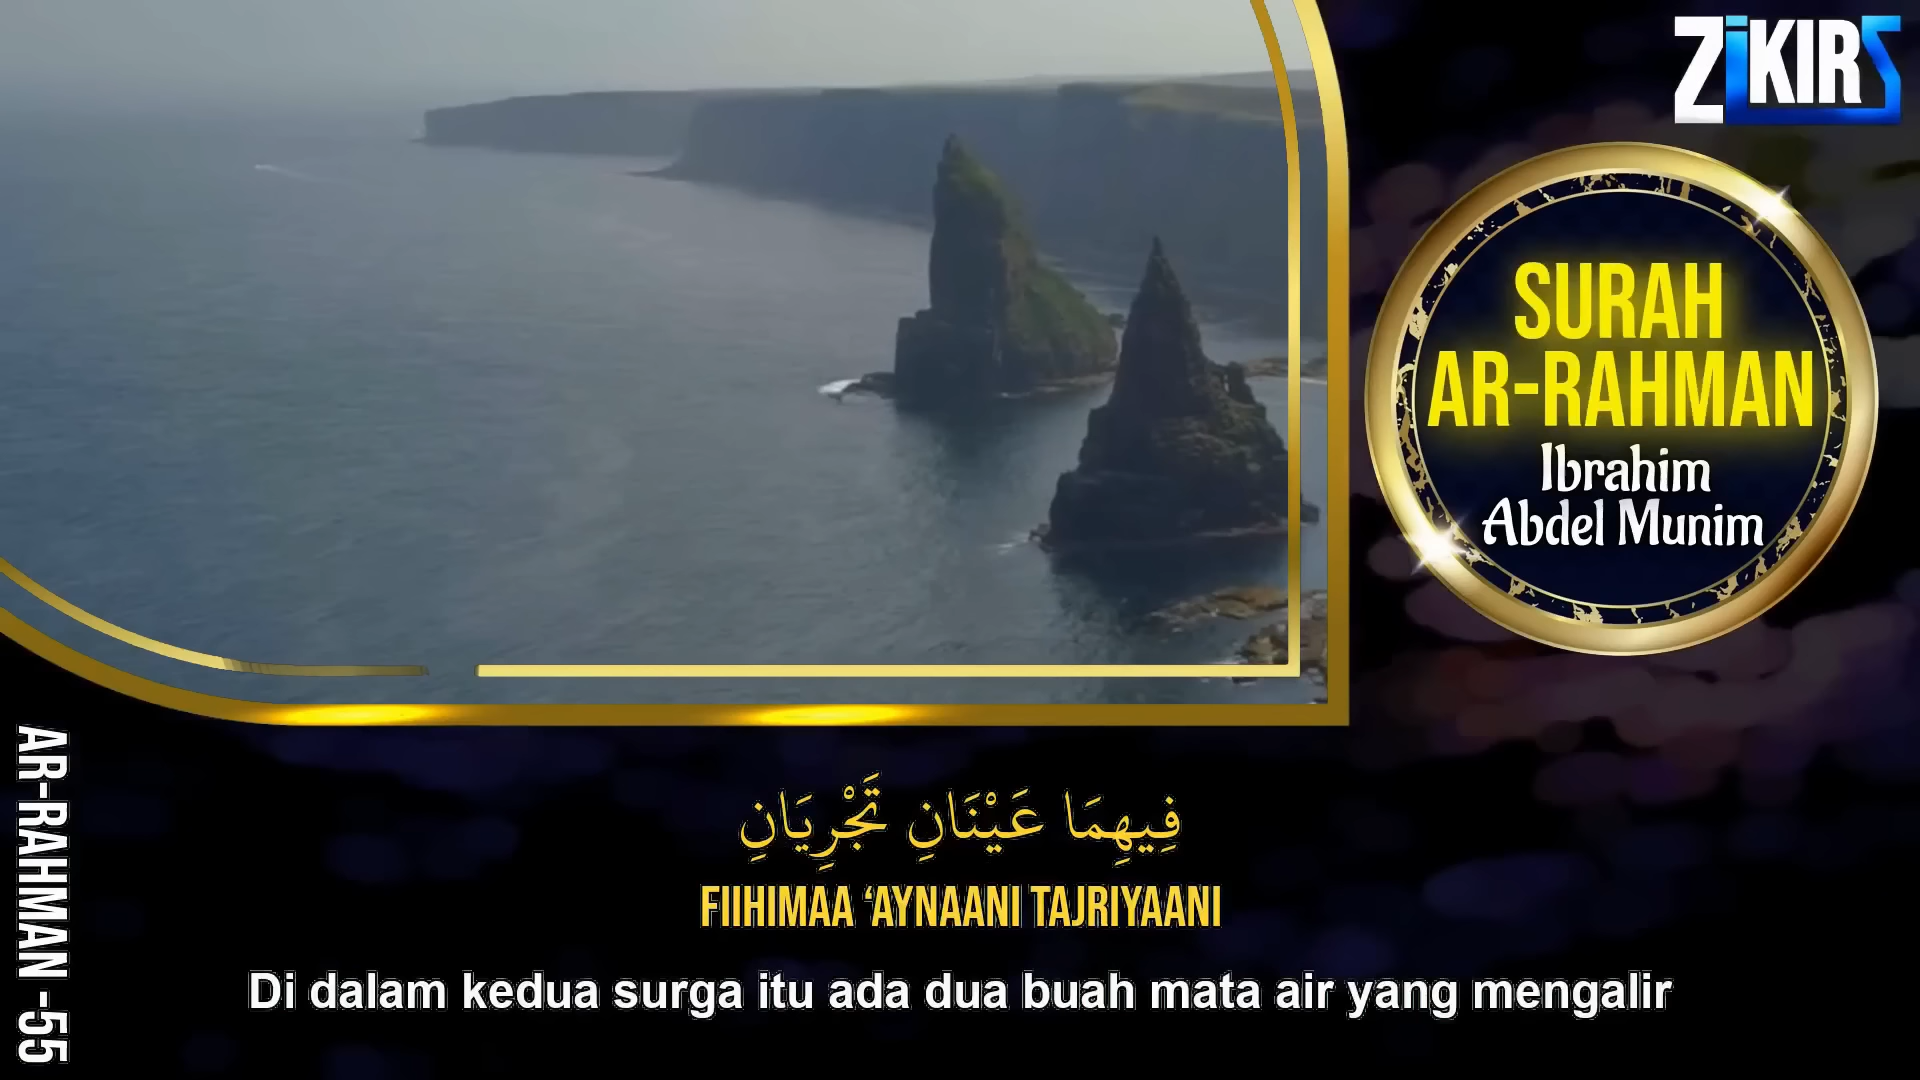 ZiKIRS
SURAH
AR-RAHMAN
Ibrahim
Abdel Munim
AR-RAHMAN -55
فِيهِمَا عَيْنَانِ تَجْرِيَانِ
FIIHIMAA ‘AYNAANI TAJRIYAANI
Di dalam kedua surga itu ada dua buah mata air yang mengalir